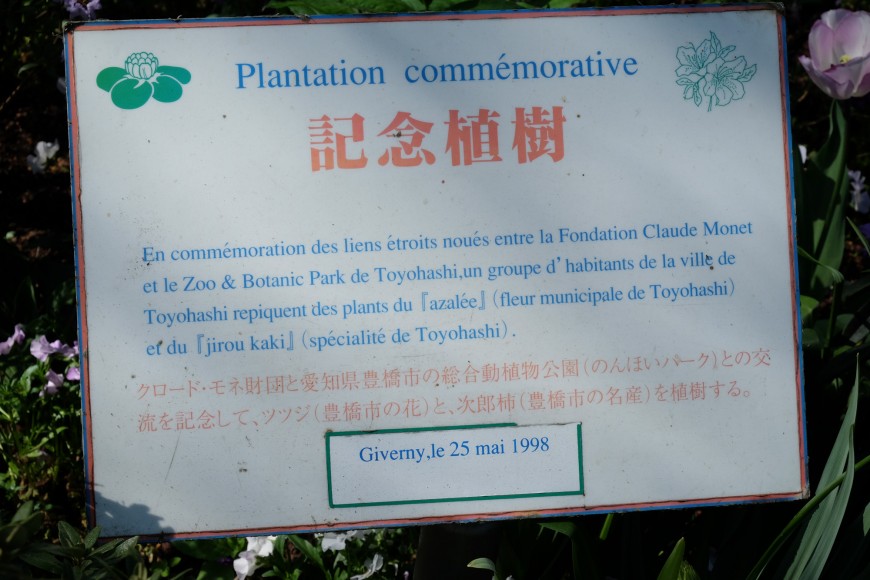 Plantation commémorative
記念植樹
En commémoration des liens étroits noués entre la Fondation Claude Monet
et le Zoo & Botanic Park de Toyohashi,un groupe d'habitants de la ville de
Toyohashi repiquent des plants du『azalée』(fleur municipale de Toyohashi)
et du『jirou kaki』(spécialité de Toyohashi).
クロード・モネ財団と愛知県豊橋市の総合動植物公園(のんほいパーク)との交
流を記念して、ツツジ(豊橋市の花)と、次郎柿(豊橋市の名産)を植樹する。
Giverny,le 25 mai 1998